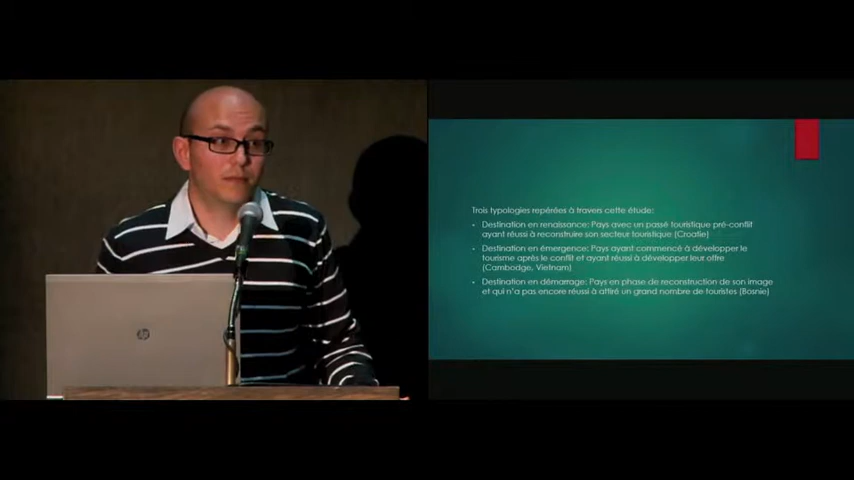 hp
Trois typologies repérées à travers cette étude:
- Destination en renaissance: Pays avec un passé touristique pré-conflit
ayant réussi à reconstruire son secteur touristique (Croatie)
- Destination en émergence: Pays ayant commencé à développer le
tourisme après le conflit et ayant réussi à développer leur offre
(Cambodge, Vietnam)
- Destination en démarrage: Pays en phase de reconstruction de son image
et qui n'a pas encore réussi à attiré un grand nombre de touristes (Bosnie)